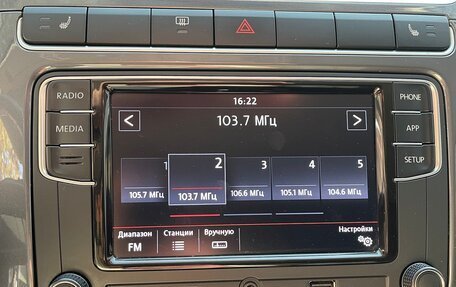 RADIO
MEDIA
PHONE
APP
SETUP
16:22
103.7 МГц
1
105.7 МГц
2
103.7 МГц
3
106.6 МГц
4
105.1 МГц
5
104.6 МГц
Диапазон
FM
Станции
Вручную
Настройки